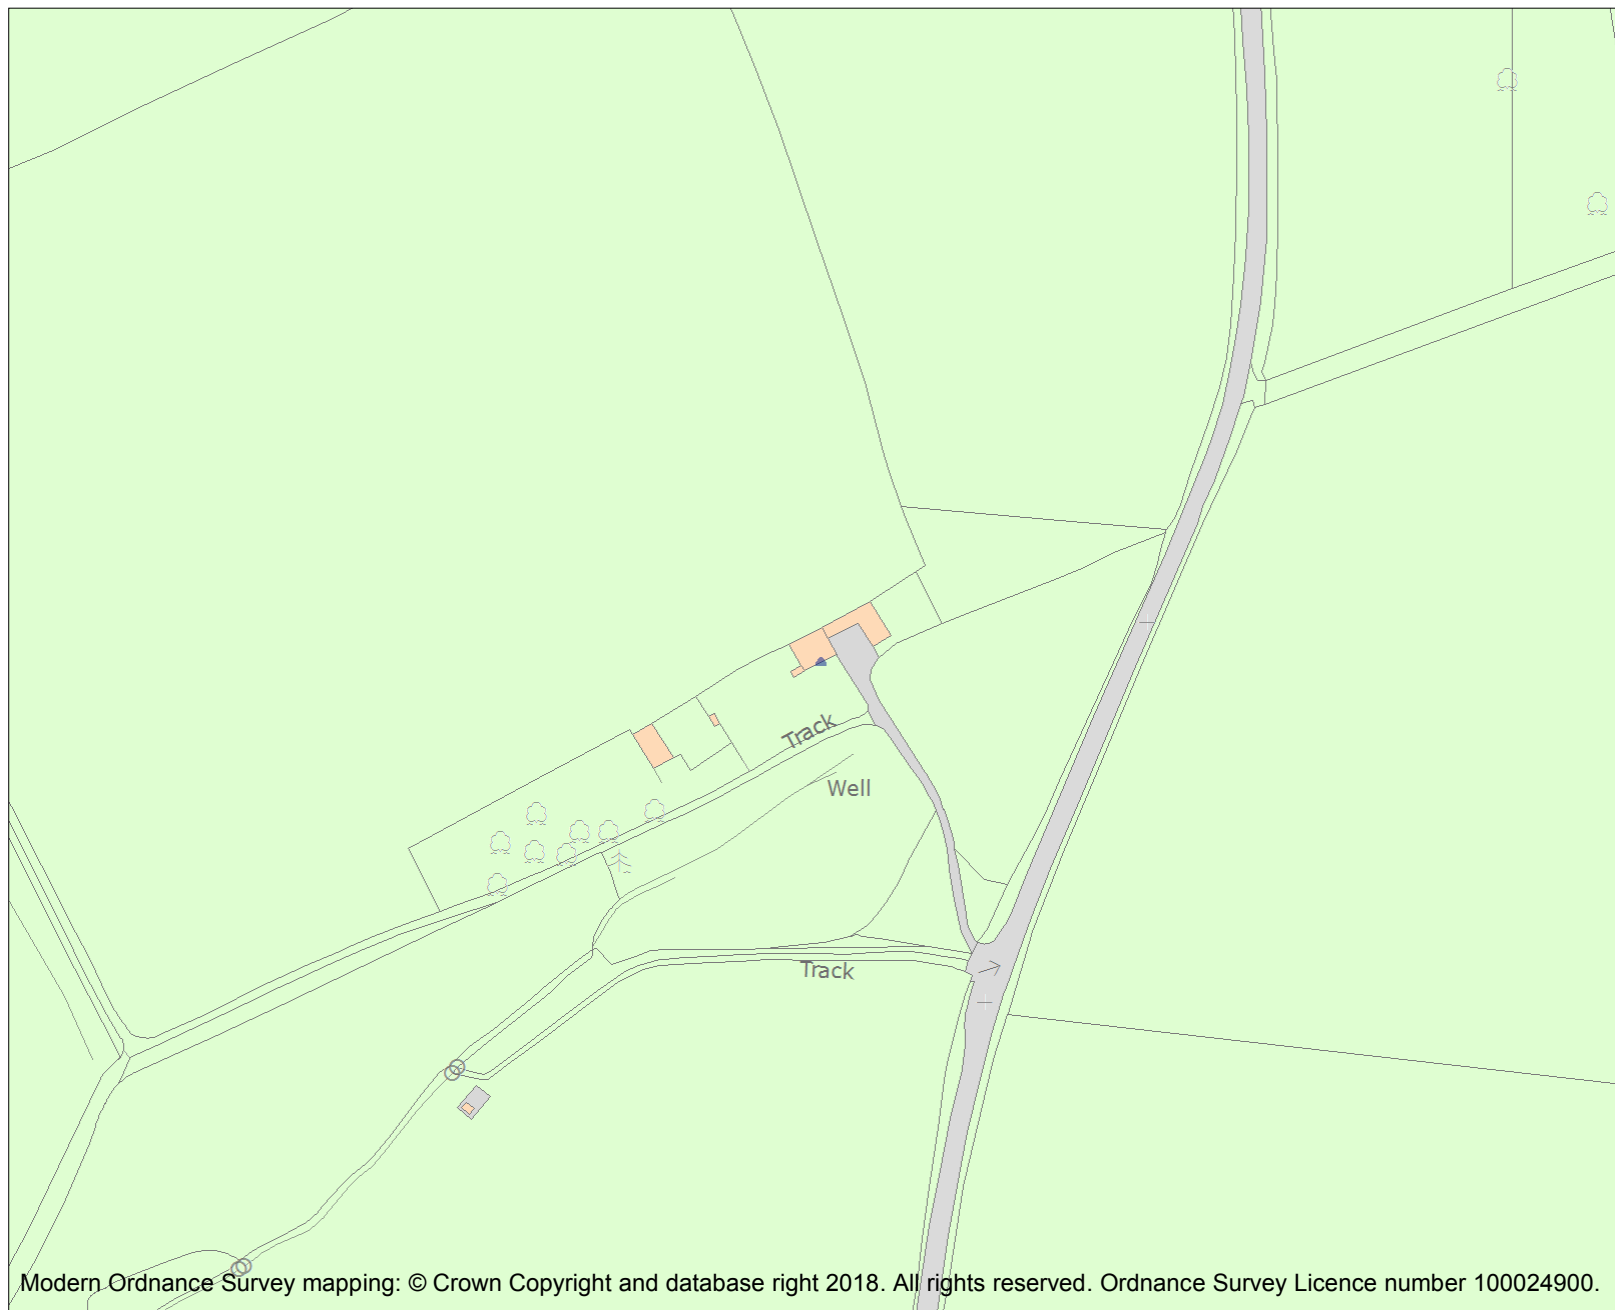 Track
Well
Track
Modern Ordnance Survey mapping: © Crown Copyright and database right 2018. All rights reserved. Ordnance Survey Licence number 100024900.